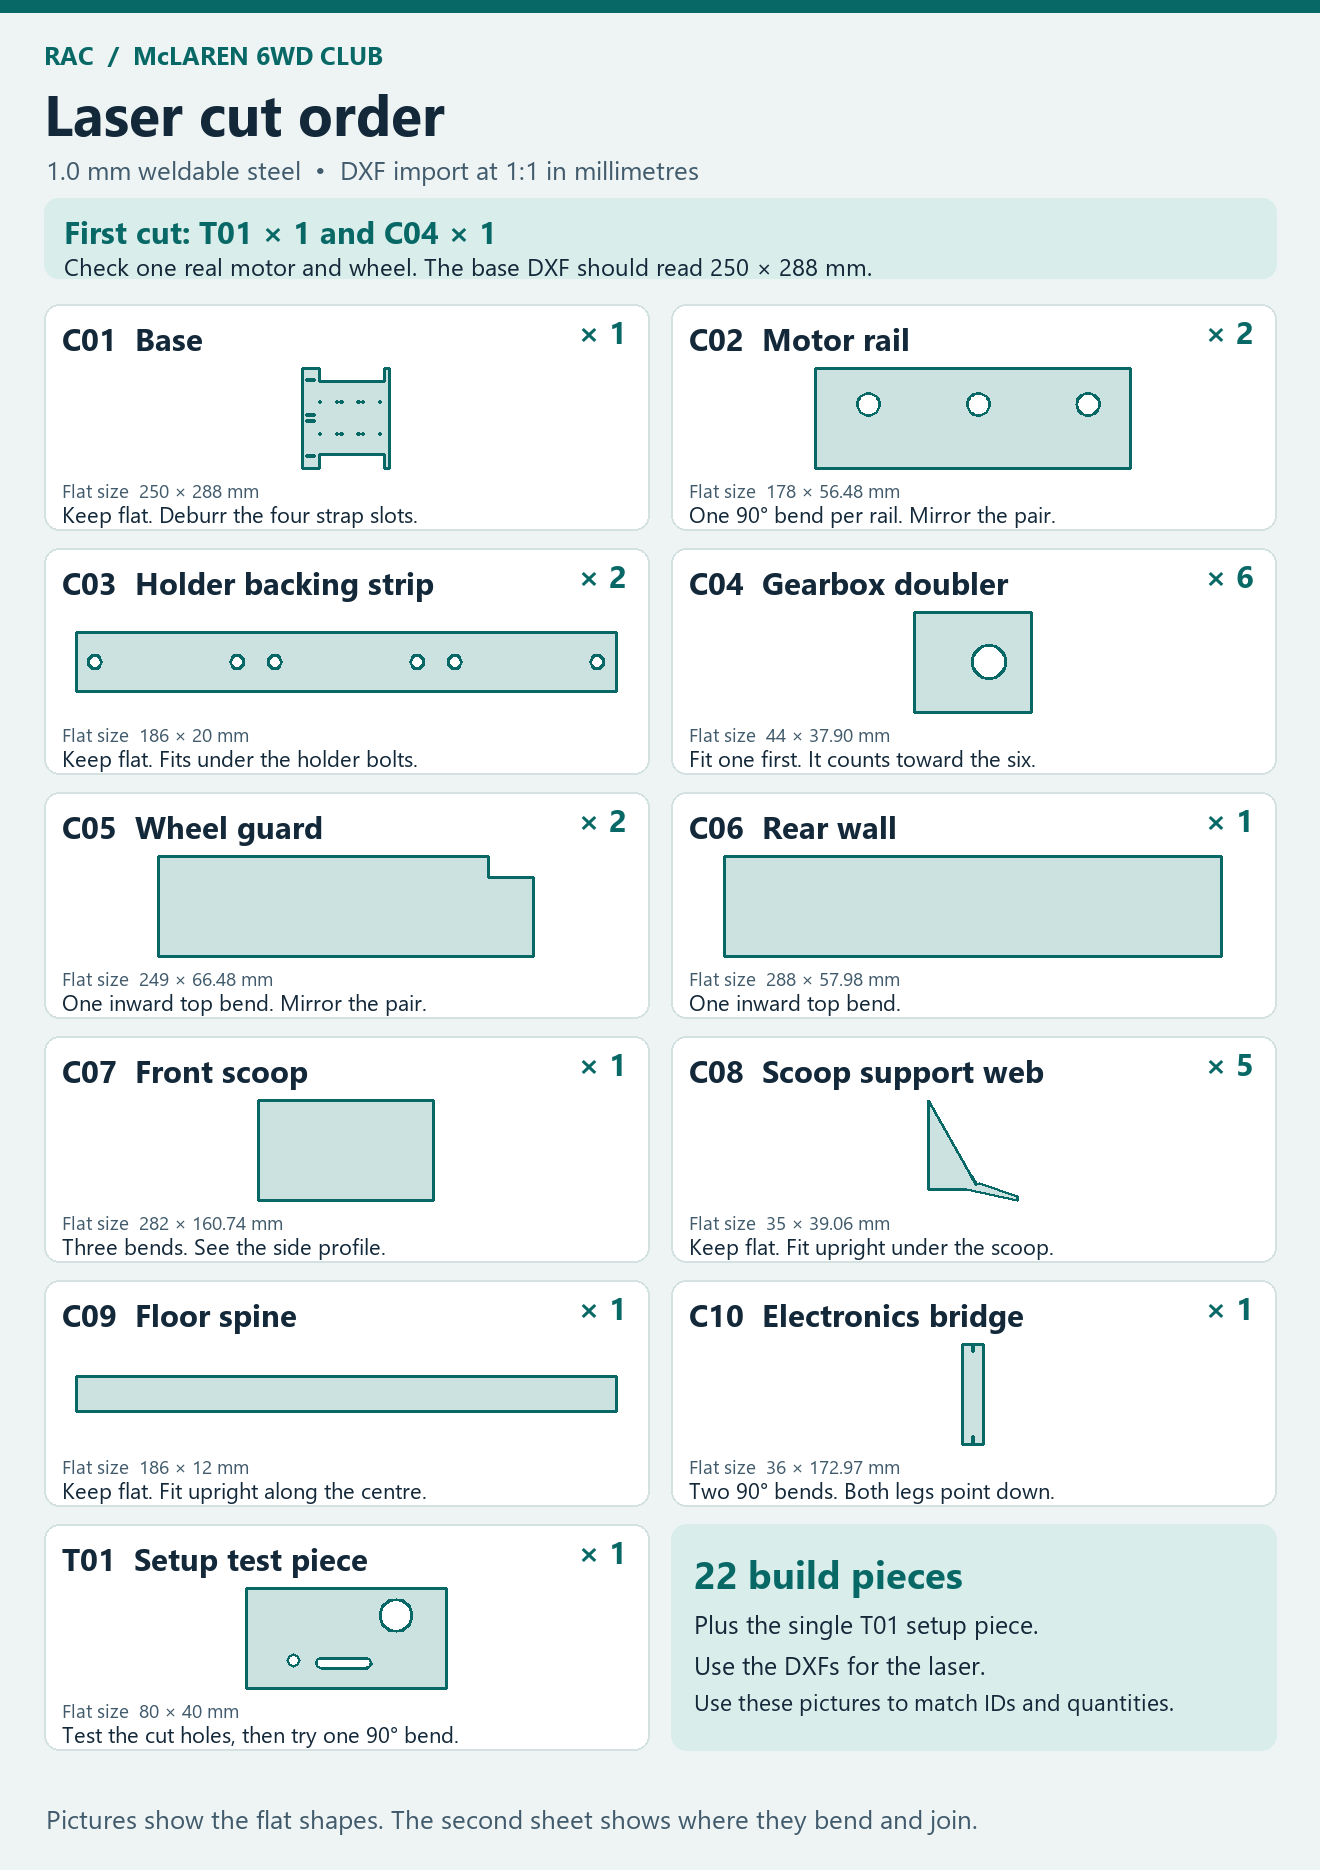 RAC / McLAREN 6WD CLUB
Laser cut order
1.0 mm weldable steel • DXF import at 1:1 in millimetres
First cut: T01 × 1 and C04 × 1
Check one real motor and wheel. The base DXF should read 250 × 288 mm.
C01 Base × 1
Flat size 250 × 288 mm
Keep flat. Deburr the four strap slots.
C02 Motor rail × 2
Flat size 178 × 56.48 mm
One 90° bend per rail. Mirror the pair.
C03 Holder backing strip × 2
Flat size 186 × 20 mm
Keep flat. Fits under the holder bolts.
C04 Gearbox doubler × 6
Flat size 44 × 37.90 mm
Fit one first. It counts toward the six.
C05 Wheel guard × 2
Flat size 249 × 66.48 mm
One inward top bend. Mirror the pair.
C06 Rear wall × 1
Flat size 288 × 57.98 mm
One inward top bend.
C07 Front scoop × 1
Flat size 282 × 160.74 mm
Three bends. See the side profile.
C08 Scoop support web × 5
Flat size 35 × 39.06 mm
Keep flat. Fit upright under the scoop.
C09 Floor spine × 1
Flat size 186 × 12 mm
Keep flat. Fit upright along the centre.
C10 Electronics bridge × 1
Flat size 36 × 172.97 mm
Two 90° bends. Both legs point down.
T01 Setup test piece × 1
Flat size 80 × 40 mm
Test the cut holes, then try one 90° bend.
22 build pieces
Plus the single T01 setup piece.
Use the DXFs for the laser.
Use these pictures to match IDs and quantities.
Pictures show the flat shapes. The second sheet shows where they bend and join.